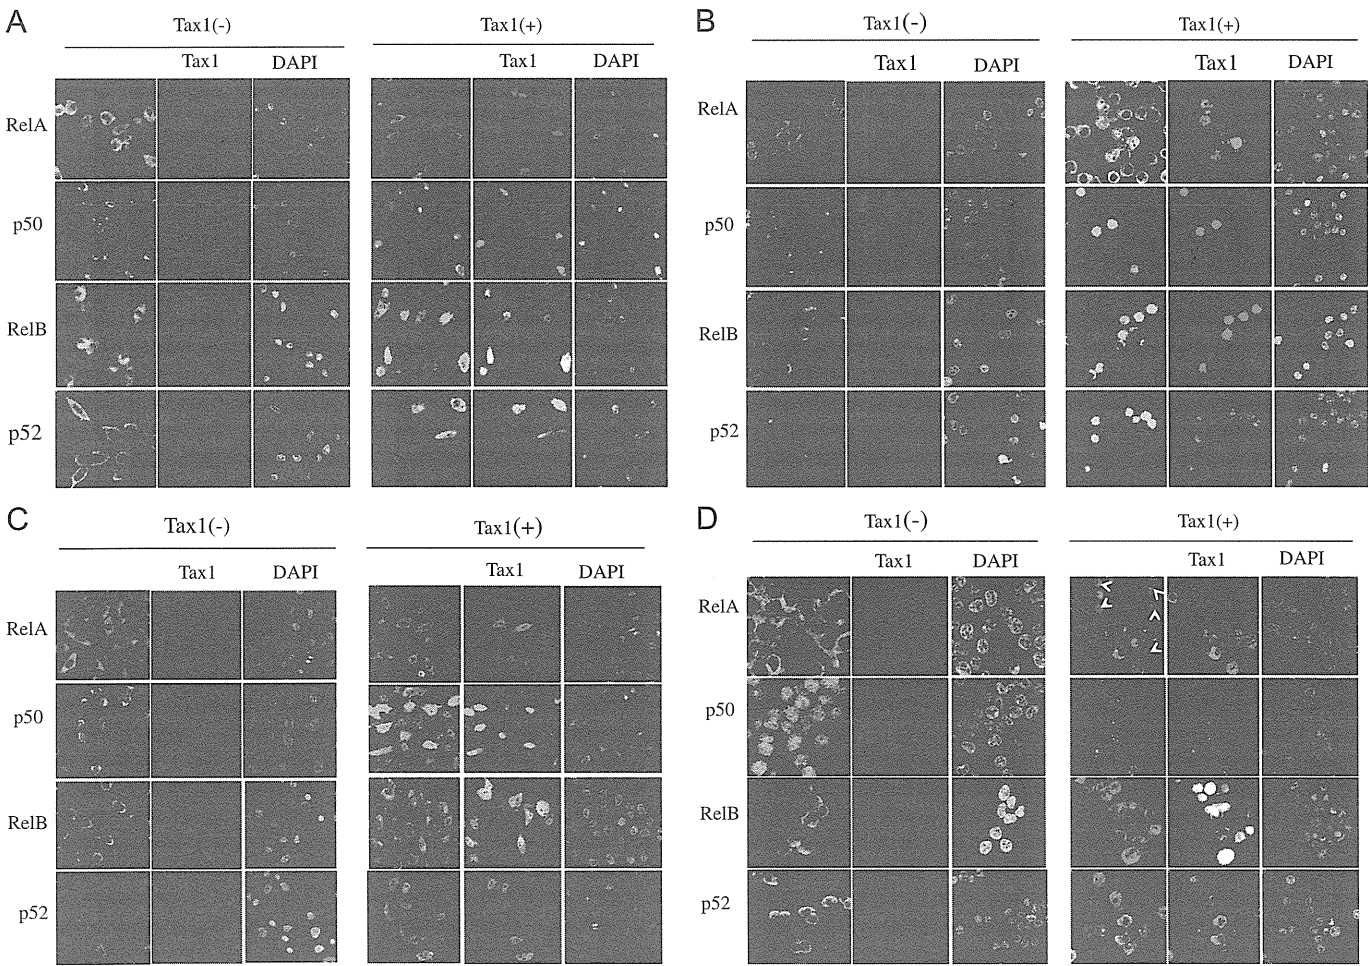 A
Tax1(-)
Tax1(+)
Tax1
DAPI
Tax1
DAPI
RelA
p50
RelB
p52
B
Tax1(-)
Tax1(+)
Tax1
DAPI
Tax1
DAPI
RelA
p50
RelB
p52
C
Tax1(-)
Tax1(+)
Tax1
DAPI
Tax1
DAPI
RelA
p50
RelB
p52
D
Tax1(-)
Tax1(+)
Tax1
DAPI
Tax1
DAPI
RelA
p50
RelB
p52